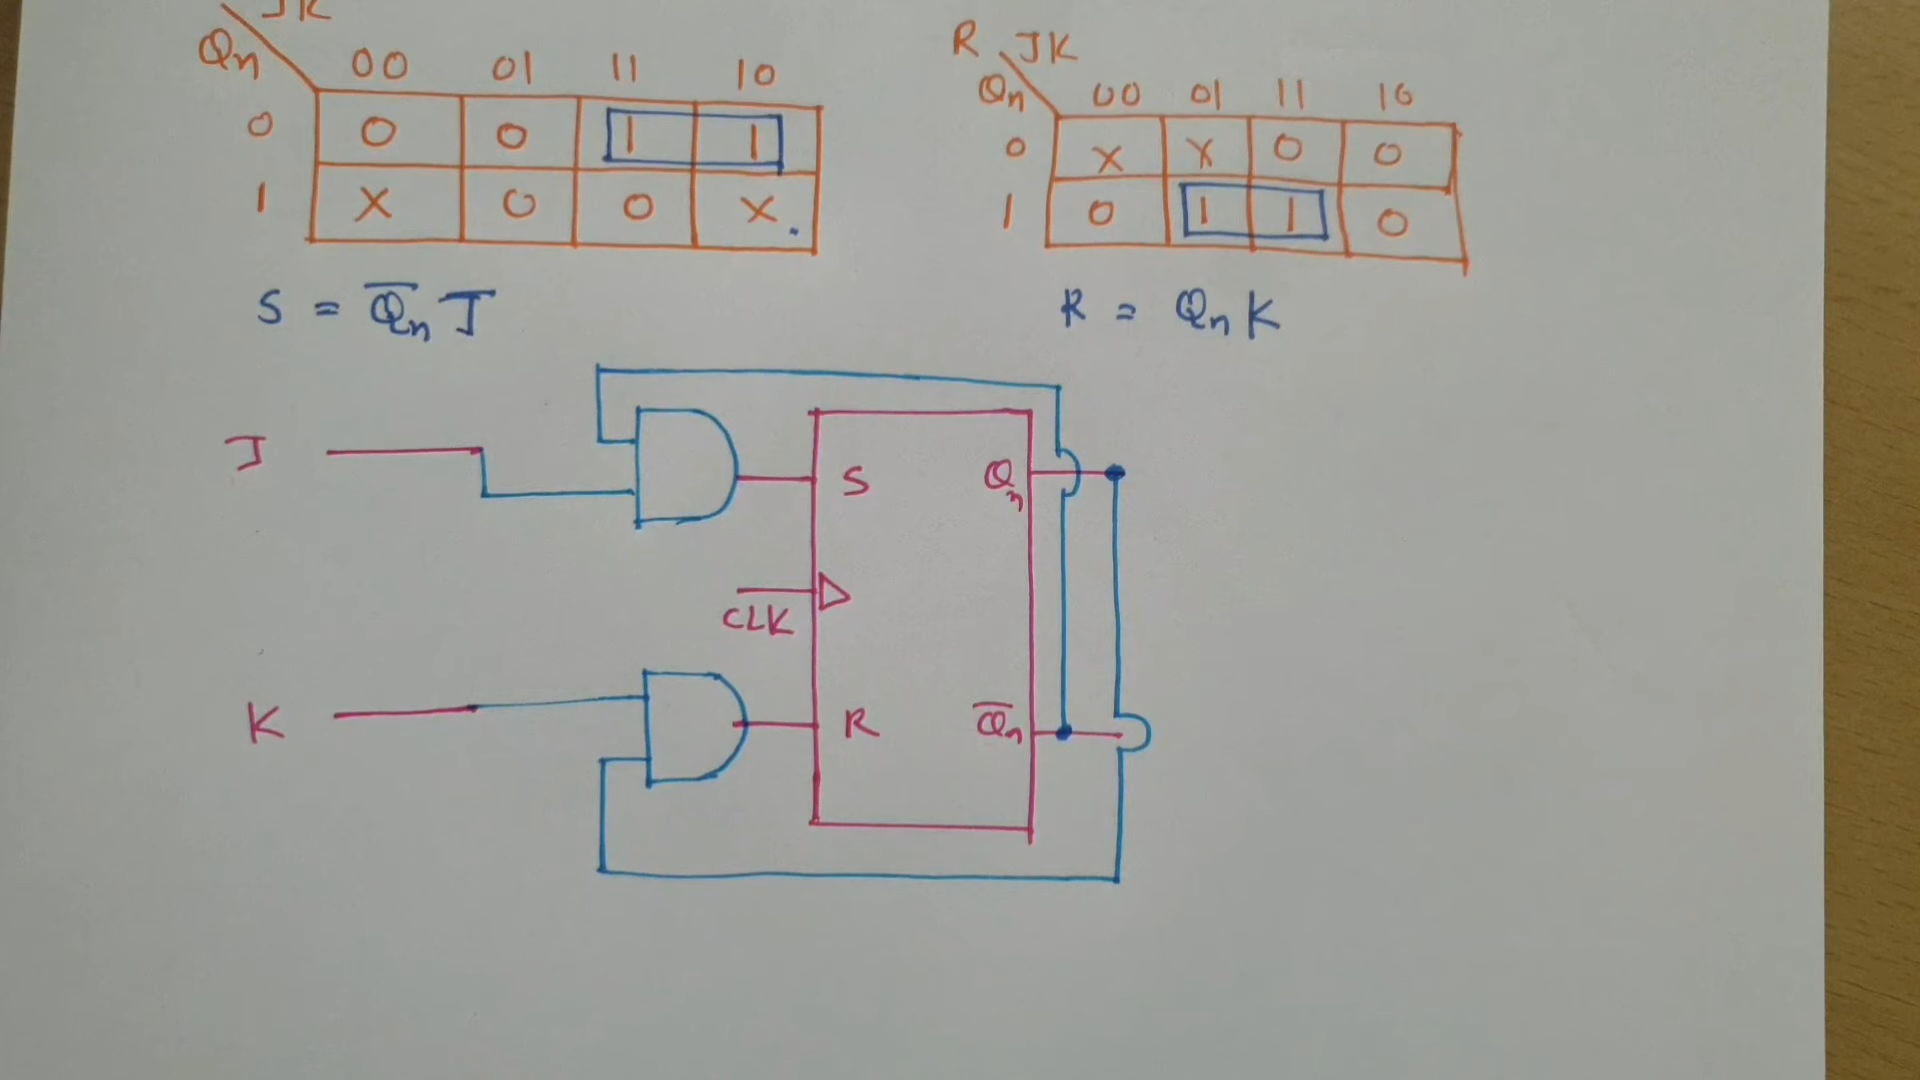 JK
Qn 00 01 11 10
0 0 0 1 1
1 X 0 0 X
S = Q̅n J
R JK
Qn 00 01 11 10
0 X X 0 0
1 0 1 1 0
R = Qn K
J
S Qn
CLK
K
R Q̅n